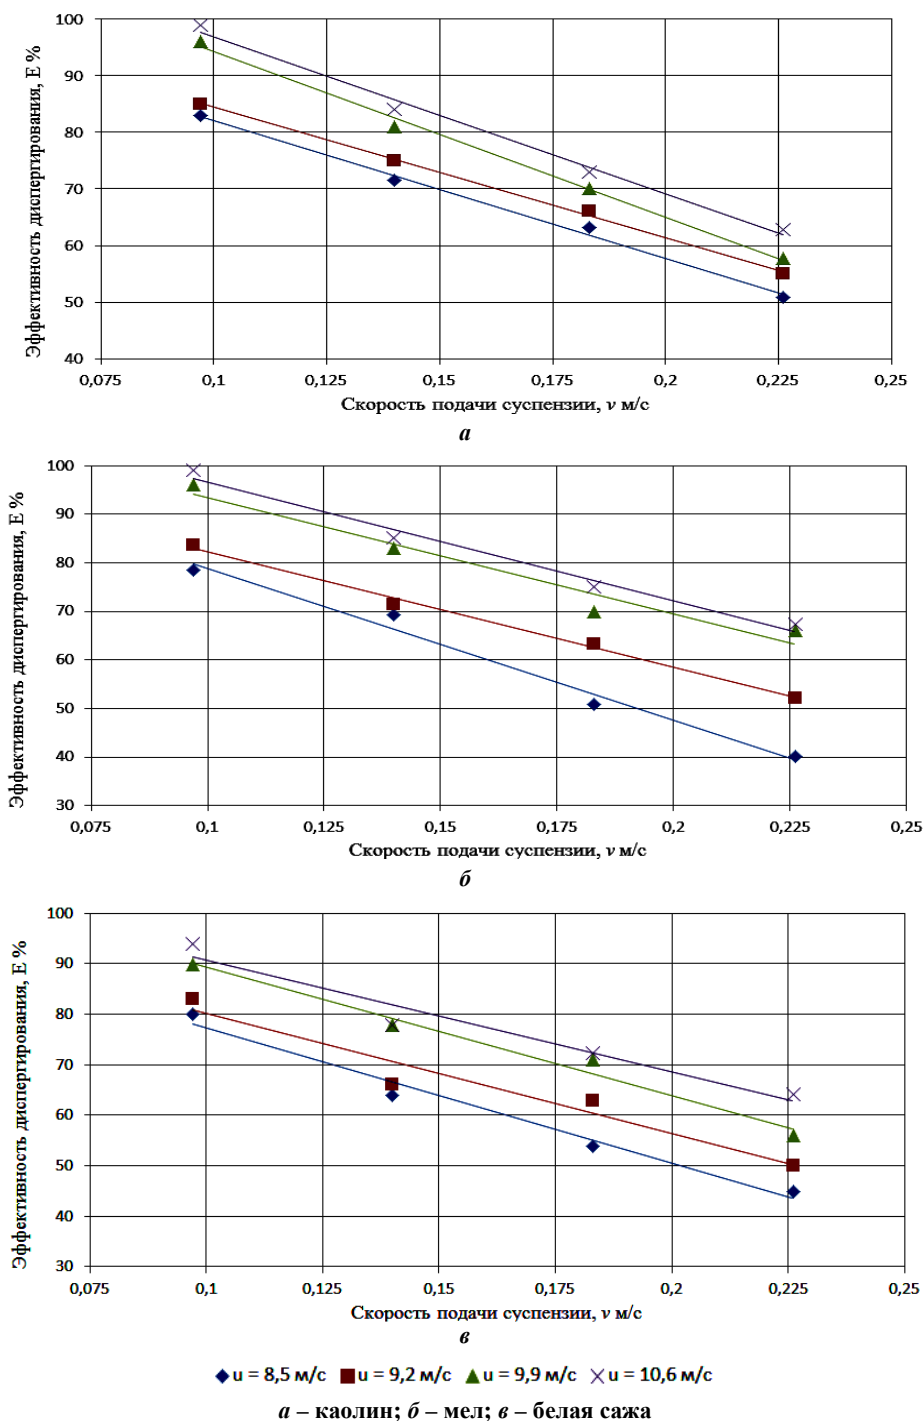 Эффективность диспергирования, Е %
100
90
80
70
60
50
40
0,075 0,1 0,125 0,15 0,175 0,2 0,225 0,25
Скорость подачи суспензии, v м/с
а
Эффективность диспергирования, Е %
100
90
80
70
60
50
40
30
0,075 0,1 0,125 0,15 0,175 0,2 0,225 0,25
Скорость подачи суспензии, v м/с
б
Эффективность диспергирования, Е %
100
90
80
70
60
50
40
30
0,075 0,1 0,125 0,15 0,175 0,2 0,225 0,25
Скорость подачи суспензии, v м/с
в
u = 8,5 м/с u = 9,2 м/с u = 9,9 м/с u = 10,6 м/с
а – каолин; б – мел; в – белая сажа